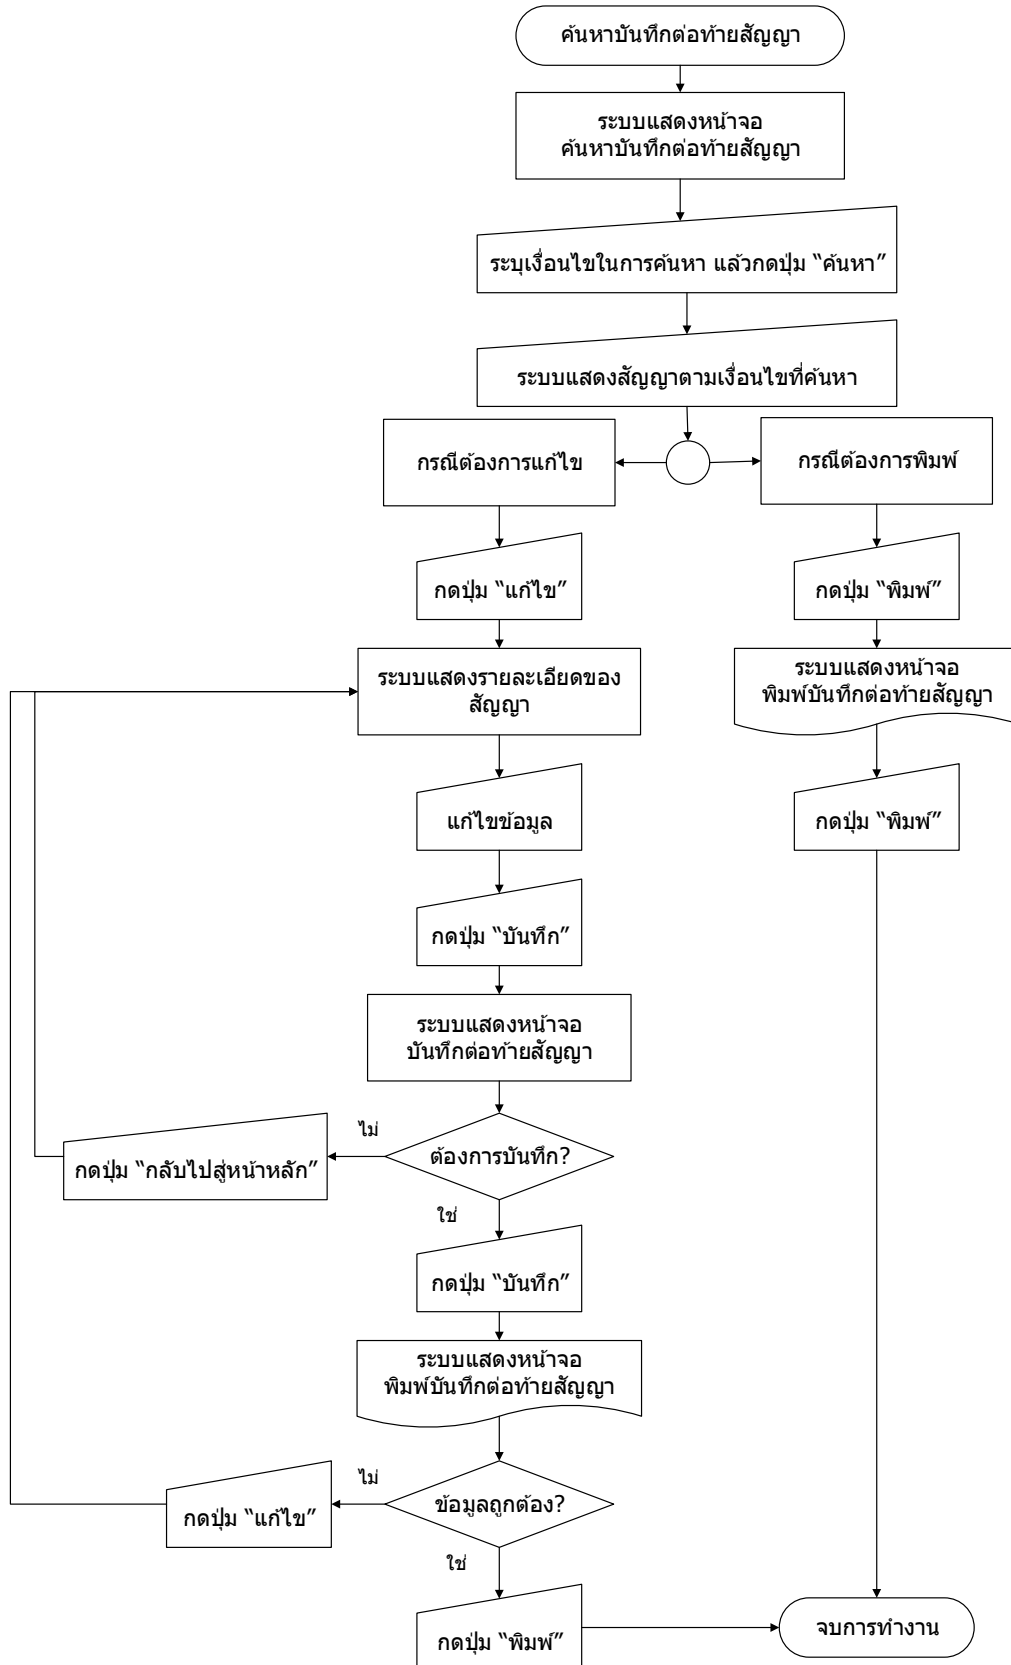 ค้นหาบันทึกต่อท้ายสัญญา
ระบบแสดงหน้าจอ
ค้นหาบันทึกต่อท้ายสัญญา
ระบุเงื่อนไขในการค้นหา แล้วกดปุ่ม “ค้นหา”
ระบบแสดงสัญญาตามเงื่อนไขที่ค้นหา
กรณีต้องการแก้ไข
กรณีต้องการพิมพ์
กดปุ่ม “แก้ไข”
กดปุ่ม “พิมพ์”
ระบบแสดงรายละเอียดของ
สัญญา
ระบบแสดงหน้าจอ
พิมพ์บันทึกต่อท้ายสัญญา
แก้ไขข้อมูล
กดปุ่ม “พิมพ์”
กดปุ่ม “บันทึก”
ระบบแสดงหน้าจอ
บันทึกต่อท้ายสัญญา
ต้องการบันทึก?
ไม่
กดปุ่ม “กลับไปสู่หน้าหลัก”
ใช่
กดปุ่ม “บันทึก”
ระบบแสดงหน้าจอ
พิมพ์บันทึกต่อท้ายสัญญา
ข้อมูลถูกต้อง?
ไม่
กดปุ่ม “แก้ไข”
ใช่
กดปุ่ม “พิมพ์”
จบการทำงาน